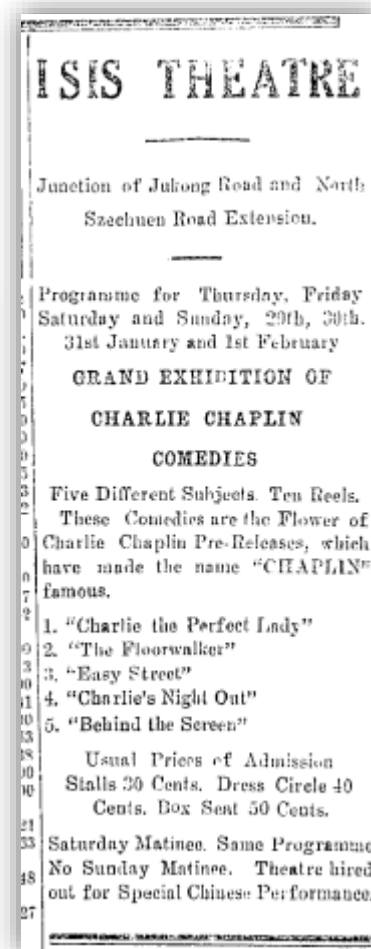 ISIS THEATRE
Junction of Jukong Road and North
Szechuen Road Extension.
Programme for Thursday, Friday
Saturday and Sunday, 29th, 30th.
31st January and 1st February
GRAND EXHIBITION OF
CHARLIE CHAPLIN
COMEDIES
Five Different Subjects. Ten Reels.
These Comedies are the Flower of
Charlie Chaplin Pre-Releases, which
have made the name "CHAPLIN"
famous.
1. "Charlie the Perfect Lady"
2. "The Floorwalker"
3. "Easy Street"
4. "Charlie's Night Out"
5. "Behind the Screen"
Usual Prices of Admission
Stalls 30 Cents. Dress Circle 40
Cents. Box Seat 50 Cents.
Saturday Matinee. Same Programme
No Sunday Matinee. Theatre hired
out for Special Chinese Performance.